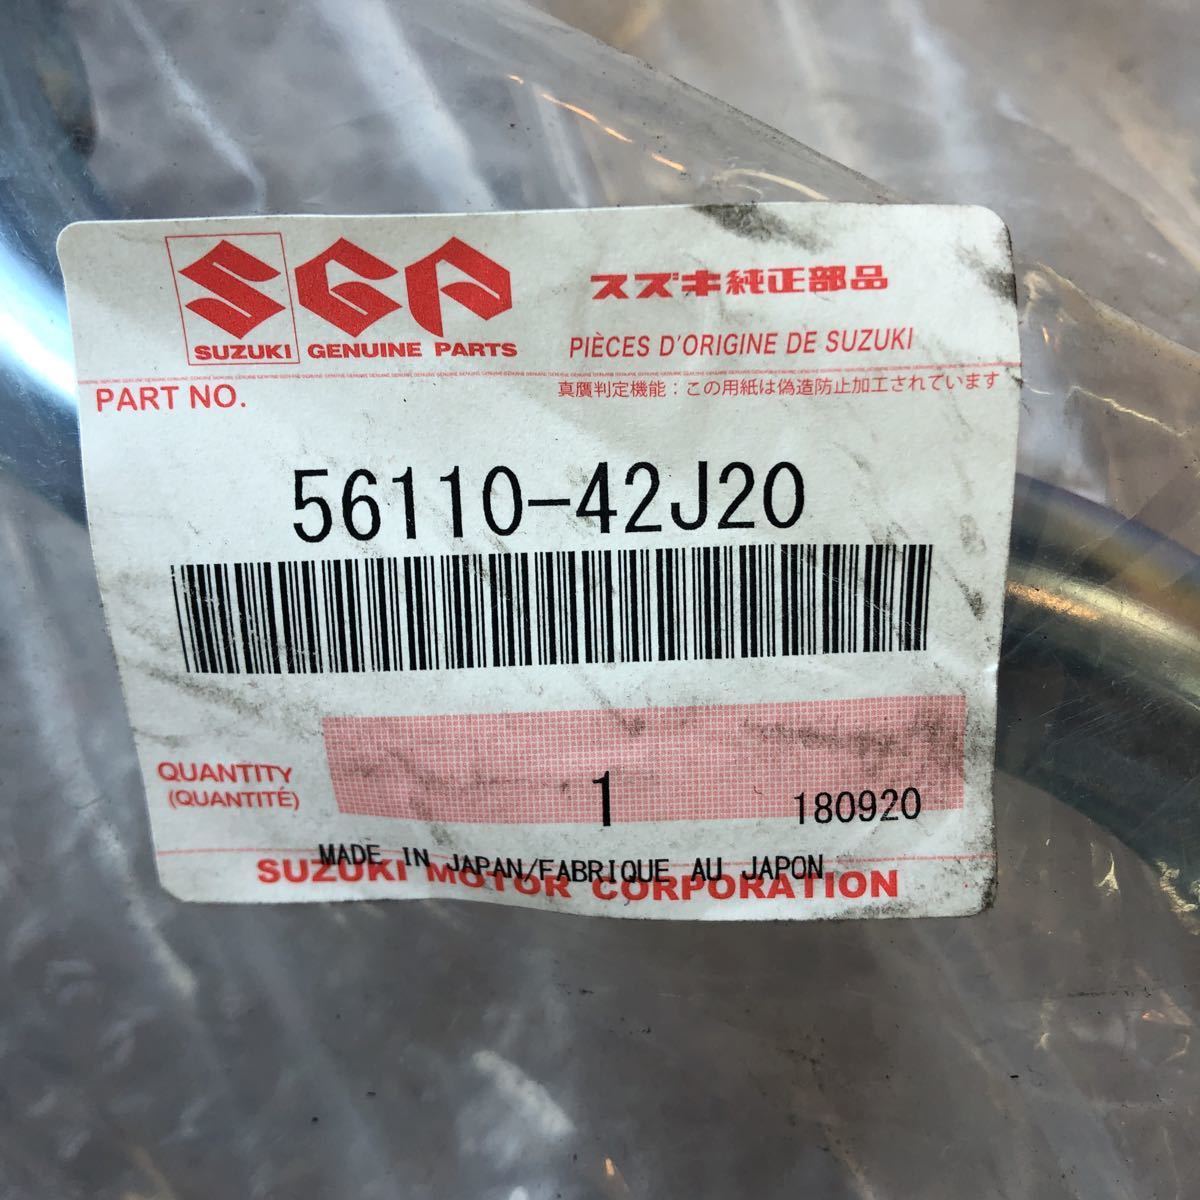 SGP
SUZUKI GENUINE PARTS
スズキ純正部品
PIÈCES D'ORIGINE DE SUZUKI
PART NO.
真贋判定機能：この用紙は偽造防止加工されています
56110-42J20
QUANTITY
(QUANTITÉ)
1
180920
MADE IN JAPAN/FABRIQUE AU JAPON
SUZUKI MOTOR CORPORATION